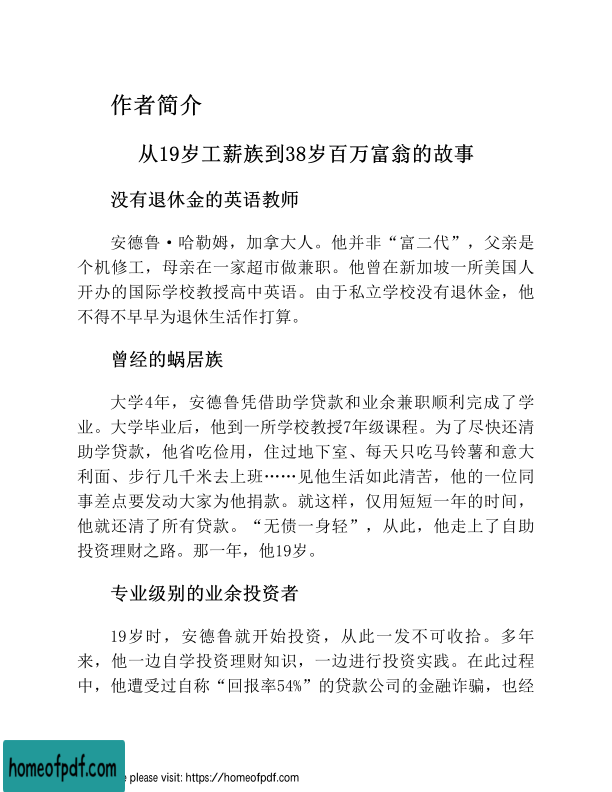 作者简介
从19岁工薪族到38岁百万富翁的故事
没有退休金的英语教师
安德鲁·哈勒姆，加拿大人。他并非“富二代”，父亲是
个机修工，母亲在一家超市做兼职。他曾在新加坡一所美国人
开办的国际学校教授高中英语。由于私立学校没有退休金，他
不得不早早为退休生活作打算。
曾经的蜗居族
大学4年，安德鲁凭借助学贷款和业余兼职顺利完成了学
业。大学毕业后，他到一所学校教授7年级课程。为了尽快还清
助学贷款，他省吃俭用，住过地下室、每天只吃马铃薯和意大
利面、步行几千米去上班……见他生活如此清苦，他的一位同
事差点要发动大家为他捐款。就这样，仅用短短一年的时间，
他就还清了所有贷款。“无债一身轻”，从此，他走上了自助
投资理财之路。那一年，他19岁。
专业级别的业余投资者
19岁时，安德鲁就开始投资，从此一发不可收拾。多年
来，他一边自学投资理财知识，一边进行投资实践。在此过程
中，他遭受过自称“回报率54%”的贷款公司的金融诈骗，也经
homeofpdf.com
e please visit: https://homeofpdf.com